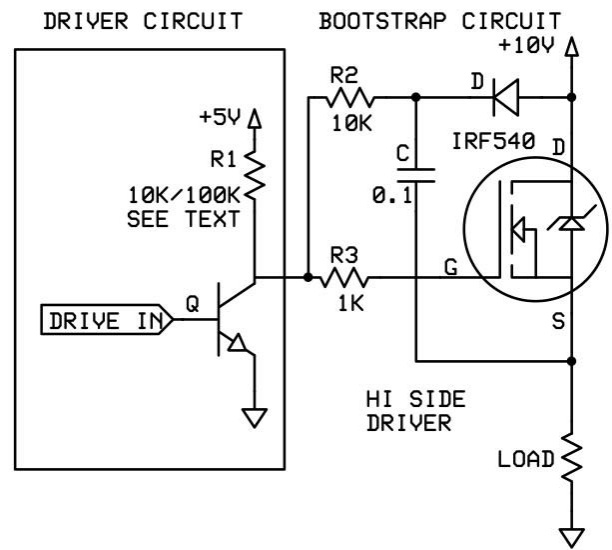 DRIVER CIRCUIT
BOOTSTRAP CIRCUIT
+10V
R2
D
+5V
10K
IRF540
D
R1
C
10K/100K
0.1
SEE TEXT
R3
G
Q
1K
DRIVE IN
S
HI SIDE
DRIVER
LOAD